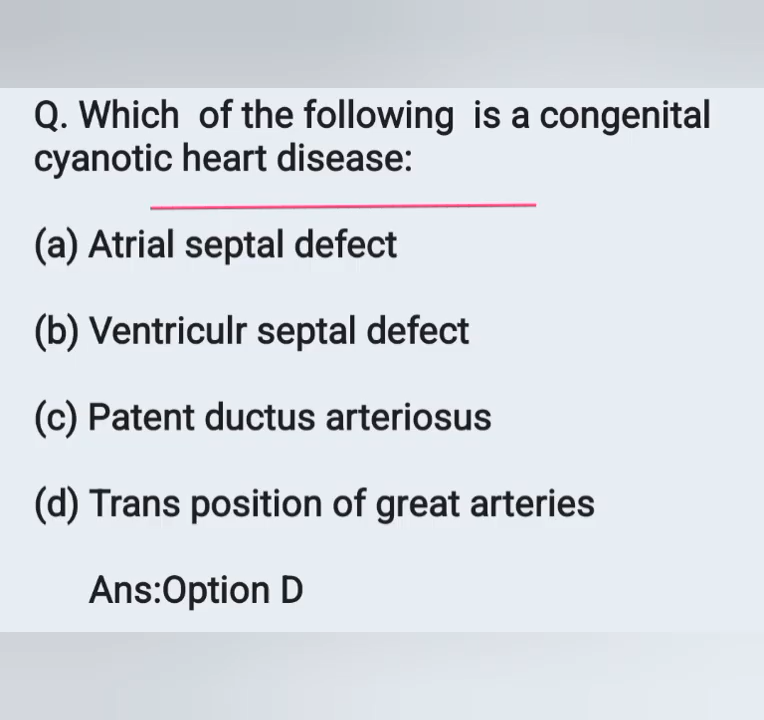 Q. Which of the following is a congenital
cyanotic heart disease:
(a) Atrial septal defect
(b) Ventriculr septal defect
(c) Patent ductus arteriosus
(d) Trans position of great arteries
Ans:Option D